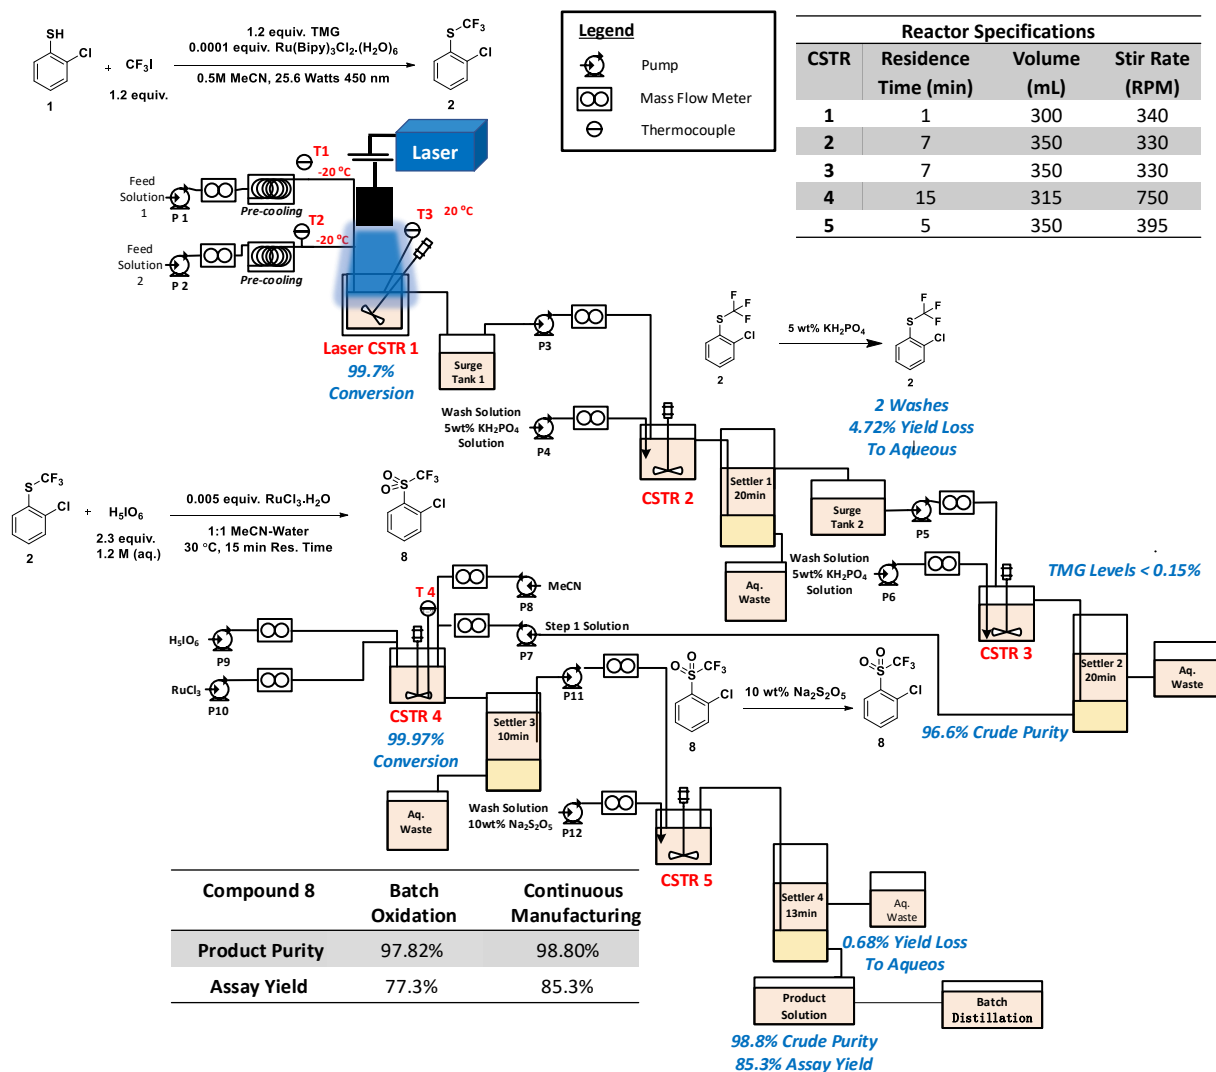 SH
Cl
1
+
CF3I
1.2 equiv.
1.2 equiv. TMG
0.0001 equiv. Ru(Bipy)3Cl2.(H2O)6
0.5M MeCN, 25.6 Watts 450 nm
S
CF3
Cl
2
Legend
Pump
Mass Flow Meter
Thermocouple
Reactor Specifications
CSTR Residence Time (min) Volume (mL) Stir Rate (RPM)
1 1 300 340
2 7 350 330
3 7 350 330
4 15 315 750
5 5 350 395
Laser
T1
-20 °C
Feed
Solution
1
P 1
Pre-cooling
T2
-20 °C
T3 20 °C
Feed
Solution
2
P 2
Pre-cooling
Laser CSTR 1
99.7%
Conversion
Surge
Tank 1
P3
Wash Solution
5wt% KH2PO4
Solution
P4
CSTR 2
Settler 1
20min
Aq.
Waste
F
F
F
S
Cl
2
5 wt% KH2PO4
F
F
F
S
Cl
2
2 Washes
4.72% Yield Loss
To Aqueous
Surge
Tank 2
P5
Wash Solution
5wt% KH2PO4
Solution
P6
TMG Levels < 0.15%
CSTR 3
Settler 2
20min
Aq.
Waste
96.6% Crude Purity
S
CF3
Cl
2
+
H5IO6
2.3 equiv.
1.2 M (aq.)
0.005 equiv. RuCl3.H2O
1:1 MeCN-Water
30 °C, 15 min Res. Time
O
O
S
CF3
Cl
8
MeCN
P8
T 4
Step 1 Solution
P7
H5IO6
P9
RuCl3
P10
CSTR 4
99.97%
Conversion
P11
Settler 3
10min
Aq.
Waste
O
O
S
CF3
Cl
8
10 wt% Na2S2O5
O
O
S
CF3
Cl
8
Wash Solution
10wt% Na2S2O5
P12
CSTR 5
Settler 4
13min
Aq.
Waste
0.68% Yield Loss
To Aqueos
Product
Solution
Batch
Distillation
98.8% Crude Purity
85.3% Assay Yield
Compound 8 Batch Oxidation Continuous Manufacturing
Product Purity 97.82% 98.80%
Assay Yield 77.3% 85.3%